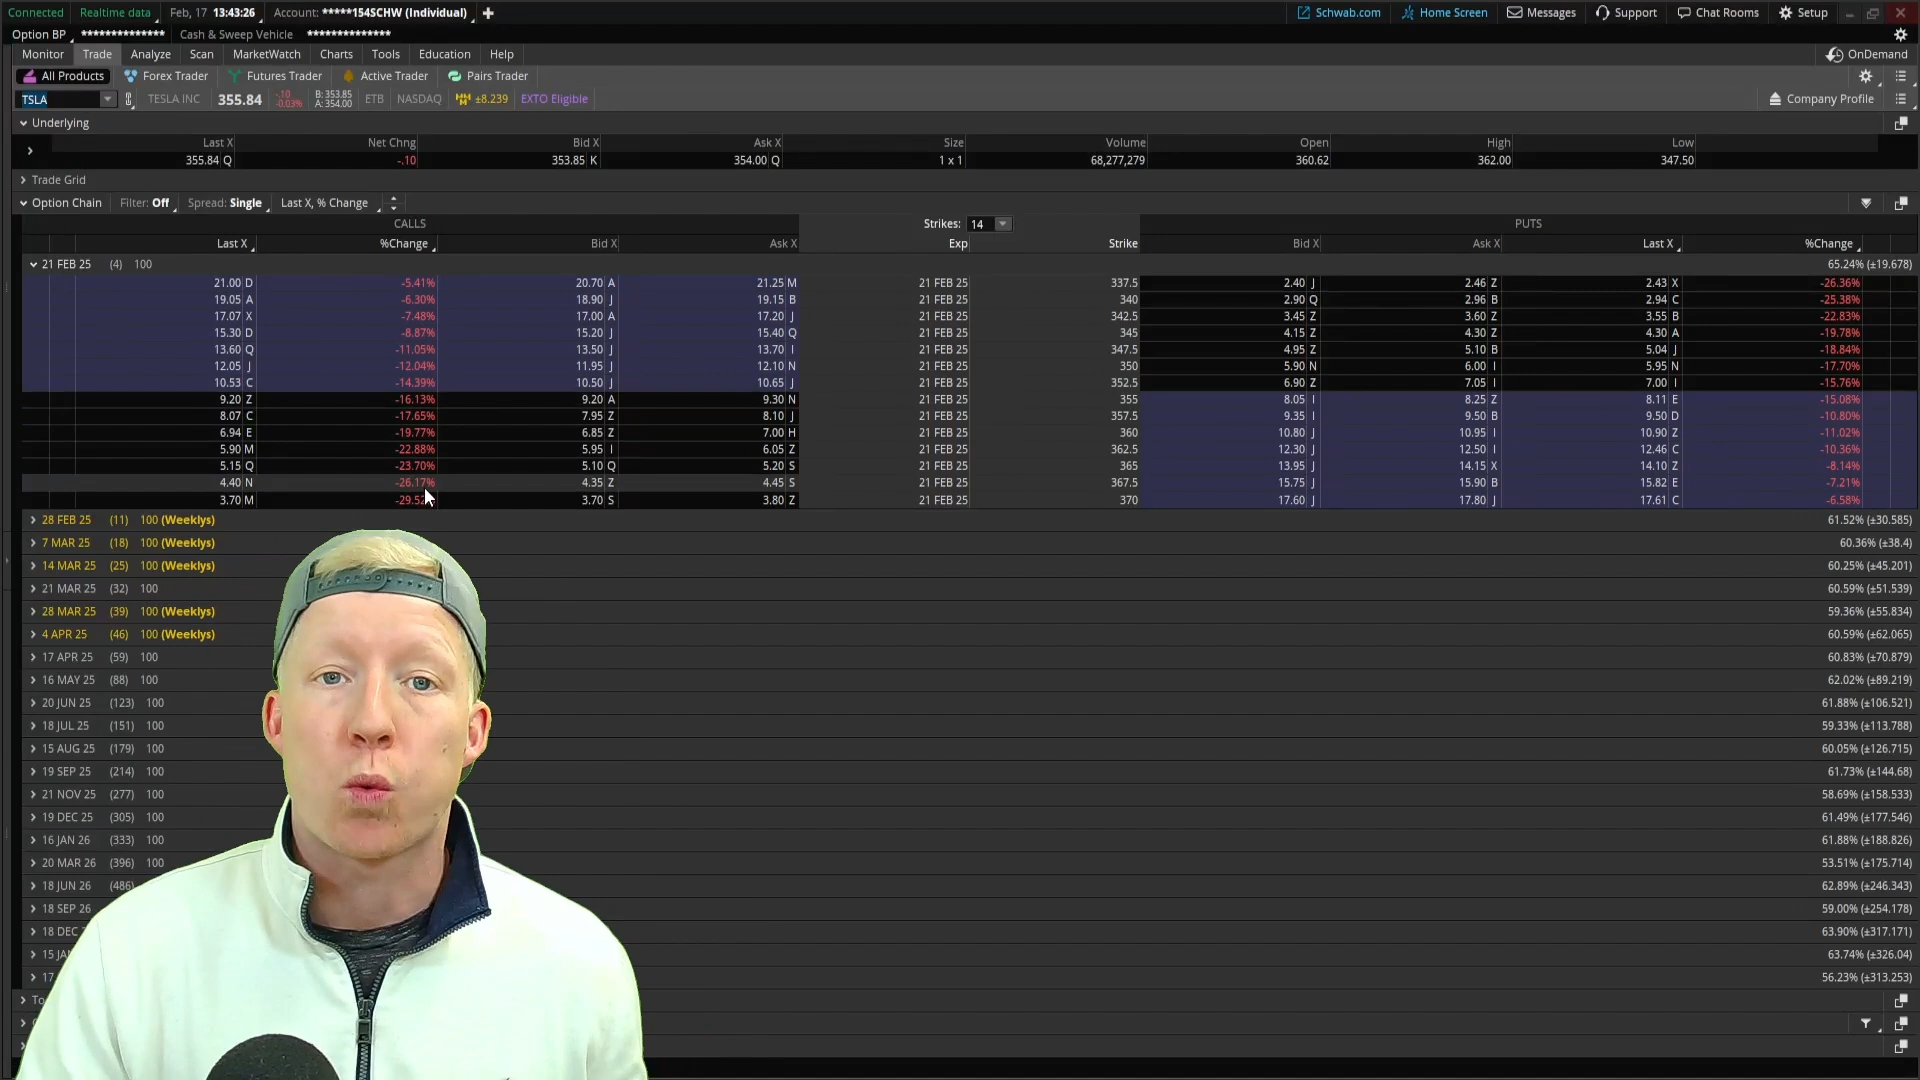 Connected Realtime data Feb, 17 13:43:26 Account: *****154SCHW (Individual) Schwab.com Home Screen Messages Support Chat Rooms Setup
Option BP ************** Cash & Sweep Vehicle **************
Monitor Trade Analyze Scan MarketWatch Charts Tools Education Help OnDemand
All Products Forex Trader Futures Trader Active Trader Pairs Trader
TSLA TESLA INC 355.84 -.10 -0.03% B: 353.85 A: 354.00 ETB NASDAQ ±8.239 EXTO Eligible Company Profile
Underlying
Last X Net Chng Bid X Ask X Size Volume Open High Low
355.84 Q -.10 353.85 K 354.00 Q 1 x 1 68,277,279 360.62 362.00 347.50
Trade Grid
Option Chain Filter: Off Spread: Single Last X, % Change
CALLS Strikes: 14 PUTS
Last X %Change Bid X Ask X Exp Strike Bid X Ask X Last X %Change
21 FEB 25 (4) 100 65.24% (±19.678)
21.00 D -5.41% 20.70 A 21.25 M 21 FEB 25 337.5 2.40 J 2.46 Z 2.43 X -26.36%
19.05 A -6.30% 18.90 J 19.15 B 21 FEB 25 340 2.90 Q 2.96 B 2.94 C -25.38%
17.07 X -7.48% 17.00 A 17.20 J 21 FEB 25 342.5 3.45 Z 3.60 Z 3.55 B -22.83%
15.30 D -8.87% 15.20 J 15.40 Q 21 FEB 25 345 4.15 Z 4.30 Z 4.30 A -19.78%
13.60 Q -11.05% 13.50 J 13.70 I 21 FEB 25 347.5 4.95 Z 5.10 B 5.04 J -18.84%
12.05 J -12.04% 11.95 J 12.10 N 21 FEB 25 350 5.90 N 6.00 I 5.95 N -17.70%
10.53 C -14.39% 10.50 J 10.65 J 21 FEB 25 352.5 6.90 Z 7.05 I 7.00 I -15.76%
9.20 Z -16.13% 9.20 A 9.30 N 21 FEB 25 355 8.05 I 8.25 Z 8.11 E -15.08%
8.07 C -17.65% 7.95 Z 8.10 J 21 FEB 25 357.5 9.35 I 9.50 B 9.50 D -10.80%
6.94 E -19.77% 6.85 Z 7.00 H 21 FEB 25 360 10.80 J 10.95 I 10.90 Z -11.02%
5.90 M -22.88% 5.95 I 6.05 Z 21 FEB 25 362.5 12.30 J 12.50 I 12.46 C -10.36%
5.15 Q -23.70% 5.10 Q 5.20 S 21 FEB 25 365 13.95 J 14.15 X 14.10 Z -8.14%
4.40 N -26.17% 4.35 Z 4.45 S 21 FEB 25 367.5 15.75 J 15.90 B 15.82 E -7.21%
3.70 M 3.70 S 3.80 Z 21 FEB 25 370 17.60 J 17.80 J 17.61 C -6.58%
28 FEB 25 (11) 100 (Weeklys) 61.52% (±30.585)
7 MAR 25 (18) 100 (Weeklys) 60.36% (±38.4)
14 MAR 25 (25) 100 (Weeklys) 60.25% (±45.201)
21 MAR 25 (32) 100 60.59% (±51.539)
28 MAR 25 (39) 100 (Weeklys) 59.36% (±55.834)
4 APR 25 (46) 100 (Weeklys) 60.59% (±62.065)
17 APR 25 (59) 100 60.83% (±70.879)
16 MAY 25 (88) 100 62.02% (±89.219)
20 JUN 25 (123) 100 61.88% (±106.521)
18 JUL 25 (151) 100 59.33% (±113.788)
15 AUG 25 (179) 100 60.05% (±126.715)
19 SEP 25 (214) 100 61.73% (±144.68)
21 NOV 25 (277) 100 58.69% (±158.533)
19 DEC 25 (305) 100 61.49% (±177.546)
16 JAN 26 (333) 100 61.88% (±188.826)
20 MAR 26 (396) 100 53.51% (±175.714)
18 JUN 26 (486) 62.89% (±246.343)
18 SEP 26 59.00% (±254.178)
18 DEC 63.90% (±317.171)
15 JA 63.74% (±326.04)
17 56.23% (±313.253)
To